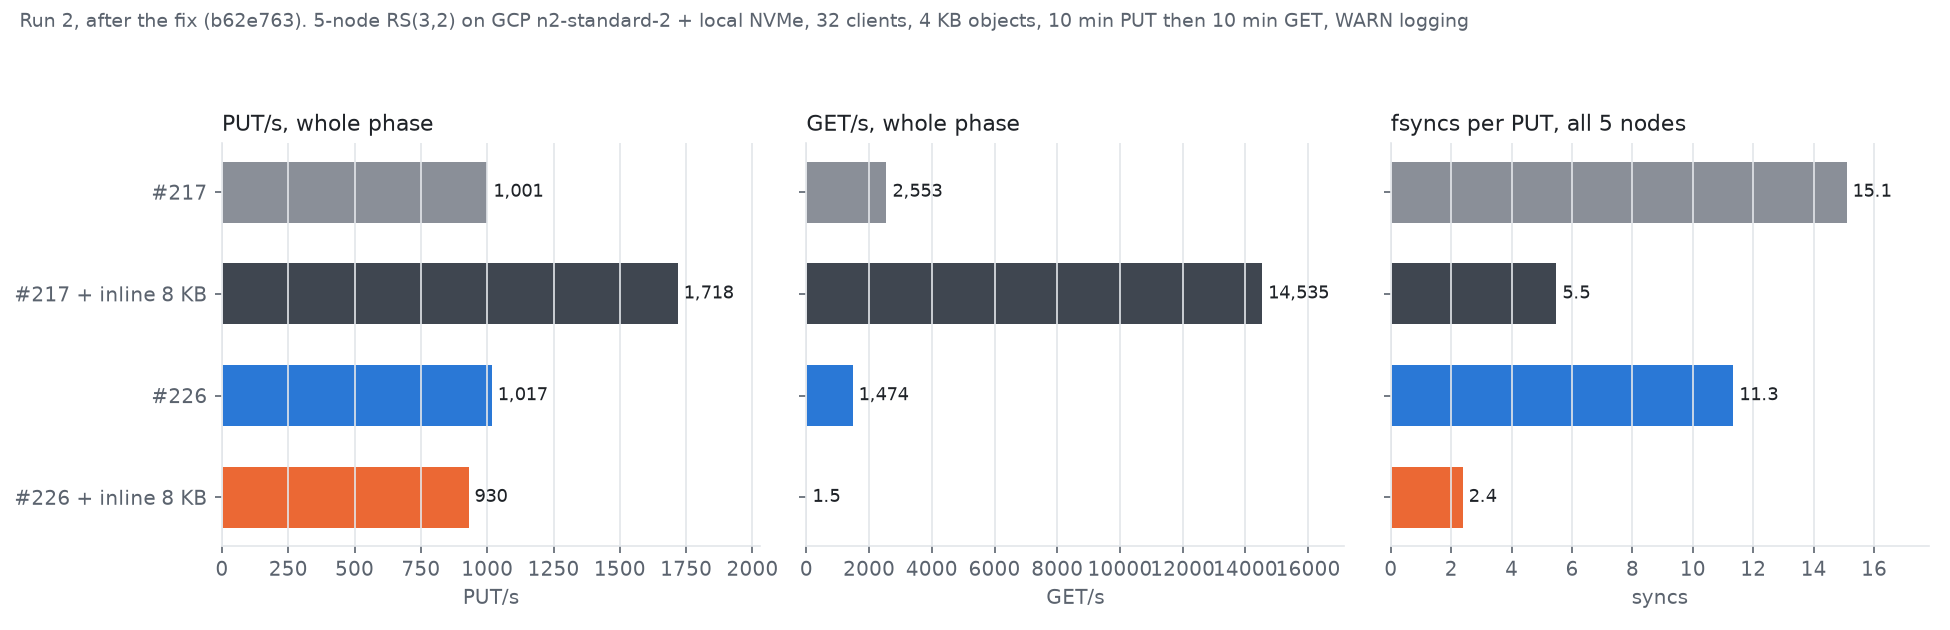 Run 2, after the fix (b62e763). 5-node RS(3,2) on GCP n2-standard-2 + local NVMe, 32 clients, 4 KB objects, 10 min PUT then 10 min GET, WARN logging
PUT/s, whole phase
#217
1,001
#217 + inline 8 KB
1,718
#226
1,017
#226 + inline 8 KB
930
0 250 500 750 1000 1250 1500 1750 2000
PUT/s
GET/s, whole phase
2,553
14,535
1,474
1.5
0 2000 4000 6000 8000 10000 12000 14000 16000
GET/s
fsyncs per PUT, all 5 nodes
15.1
5.5
11.3
2.4
0 2 4 6 8 10 12 14 16
syncs